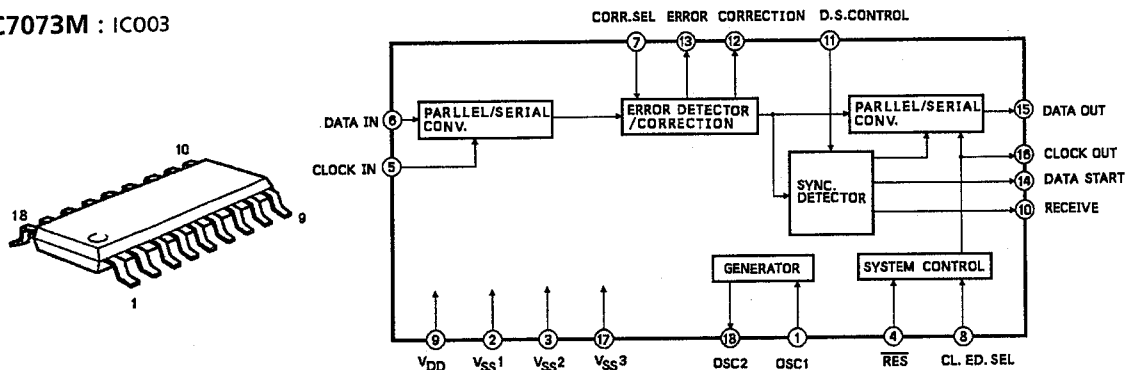 C7073M : IC003
CORR.SEL ERROR CORRECTION D.S.CONTROL
7 13 12 11
DATA IN 6
PARLLEL/SERIAL
CONV.
ERROR DETECTOR
/CORRECTION
PARLLEL/SERIAL
CONV.
15 DATA OUT
CLOCK IN 5
16 CLOCK OUT
SYNC.
DETECTOR
14 DATA START
10 RECEIVE
10
18
9
1
GENERATOR
SYSTEM CONTROL
9 2 3 17 18 1 4 8
VDD VSS1 VSS2 VSS3 OSC2 OSC1 RES CL. ED. SEL